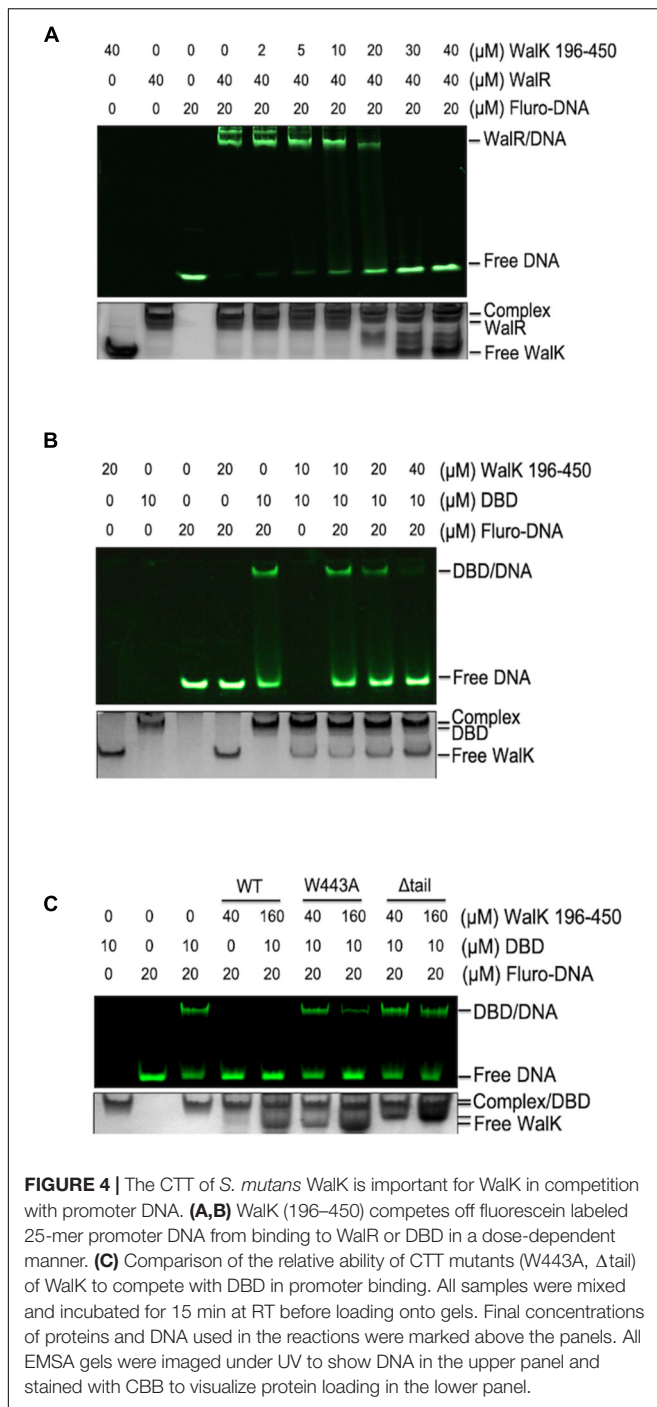 A
40 0 0 0 2 5 10 20 30 40 (μM) WalK 196-450
0 40 0 40 40 40 40 40 40 40 (μM) WalR
0 0 20 20 20 20 20 20 20 20 (μM) Fluro-DNA
WalR/DNA
Free DNA
Complex
WalR
Free WalK
B
20 0 0 20 0 10 10 20 40 (μM) WalK 196-450
0 10 0 0 10 10 10 10 10 (μM) DBD
0 0 20 20 20 0 20 20 20 (μM) Fluro-DNA
DBD/DNA
Free DNA
Complex
DBD
Free WalK
WT W443A Δtail
C
0 0 0 40 160 40 160 40 160 (μM) WalK 196-450
10 0 10 0 10 10 10 10 10 (μM) DBD
0 20 20 20 20 20 20 20 20 (μM) Fluro-DNA
DBD/DNA
Free DNA
Complex/DBD
Free WalK
FIGURE 4 | The CTT of S. mutans WalK is important for WalK in competition
with promoter DNA. (A,B) WalK (196–450) competes off fluorescein labeled
25-mer promoter DNA from binding to WalR or DBD in a dose-dependent
manner. (C) Comparison of the relative ability of CTT mutants (W443A, Δtail)
of WalK to compete with DBD in promoter binding. All samples were mixed
and incubated for 15 min at RT before loading onto gels. Final concentrations
of proteins and DNA used in the reactions were marked above the panels. All
EMSA gels were imaged under UV to show DNA in the upper panel and
stained with CBB to visualize protein loading in the lower panel.